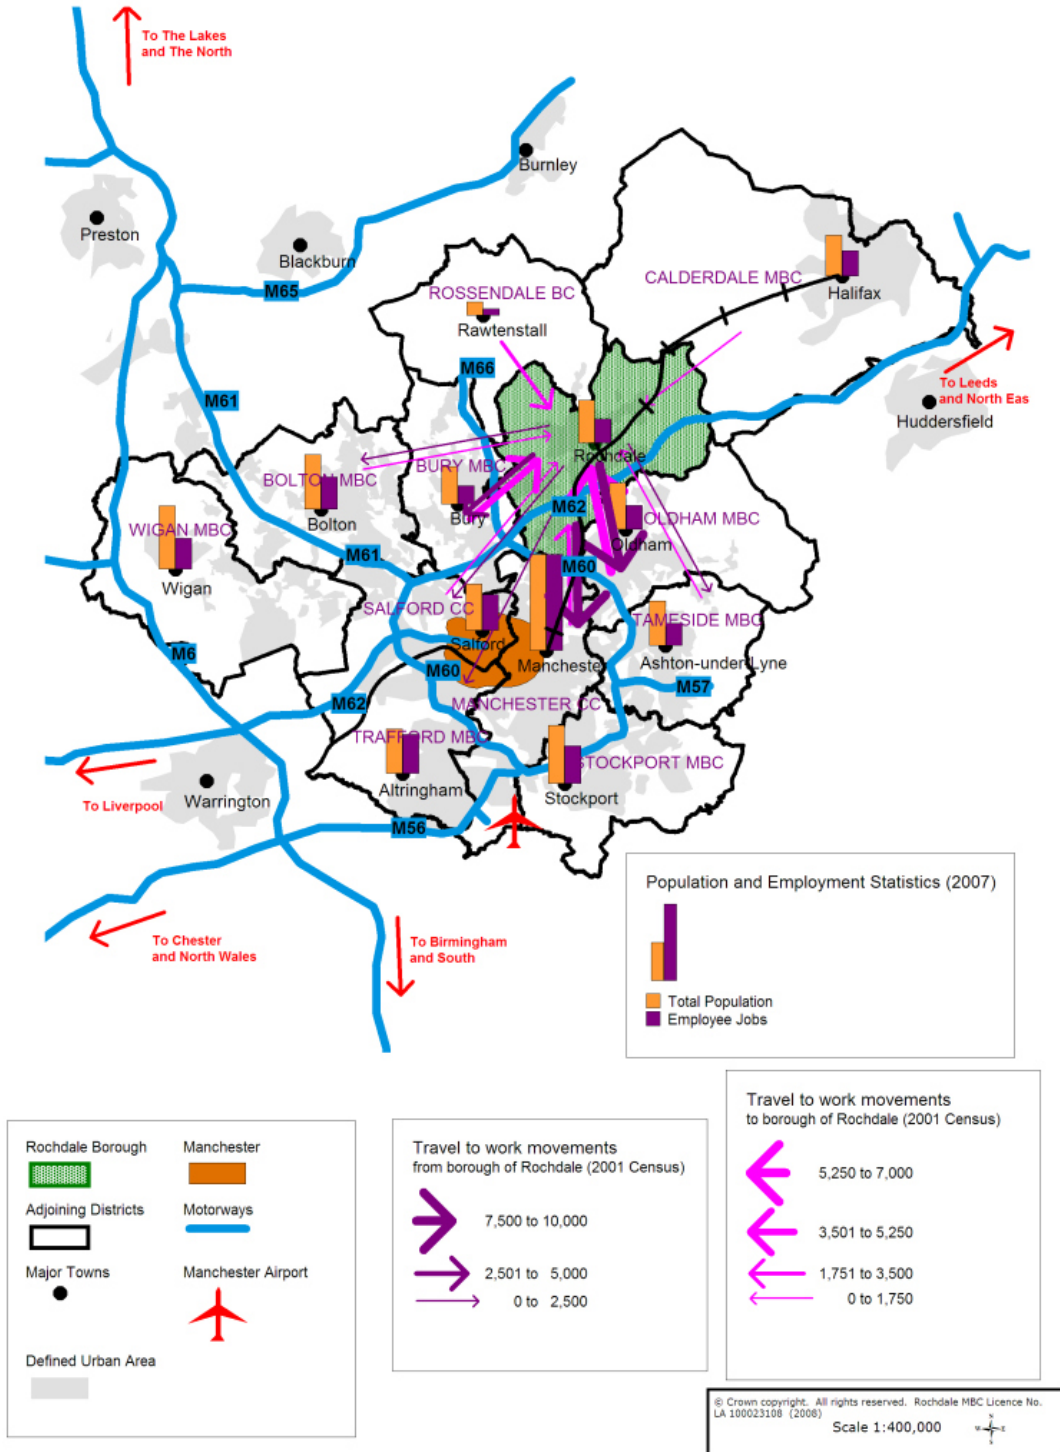 To The Lakes
and The North
Burnley
Preston
Blackburn
M65
ROSSENDALE BC
Rawtenstall
CALDERDALE MBC
Halifax
M66
M61
To Leeds
and North Eas
Huddersfield
Rochdale
BURY MBC
BOLTON MBC
Bury
Bolton
M62
OLDHAM MBC
Oldham
WIGAN MBC
Wigan
M61
M60
SALFORD CC
Salford
TAMESIDE MBC
Ashton-under-Lyne
M6
Manchester
M60
M57
M62
MANCHESTER CC
TRAFFORD MBC
STOCKPORT MBC
Altringham
Stockport
Warrington
To Liverpool
M56
To Chester
and North Wales
To Birmingham
and South
Population and Employment Statistics (2007)
Total Population
Employee Jobs
Rochdale Borough
Manchester
Adjoining Districts
Motorways
Major Towns
Manchester Airport
Defined Urban Area
Travel to work movements
from borough of Rochdale (2001 Census)
7,500 to 10,000
2,501 to 5,000
0 to 2,500
Travel to work movements
to borough of Rochdale (2001 Census)
5,250 to 7,000
3,501 to 5,250
1,751 to 3,500
0 to 1,750
© Crown copyright. All rights reserved. Rochdale MBC Licence No.
LA 100023108 (2008)
Scale 1:400,000
N
W
E
S